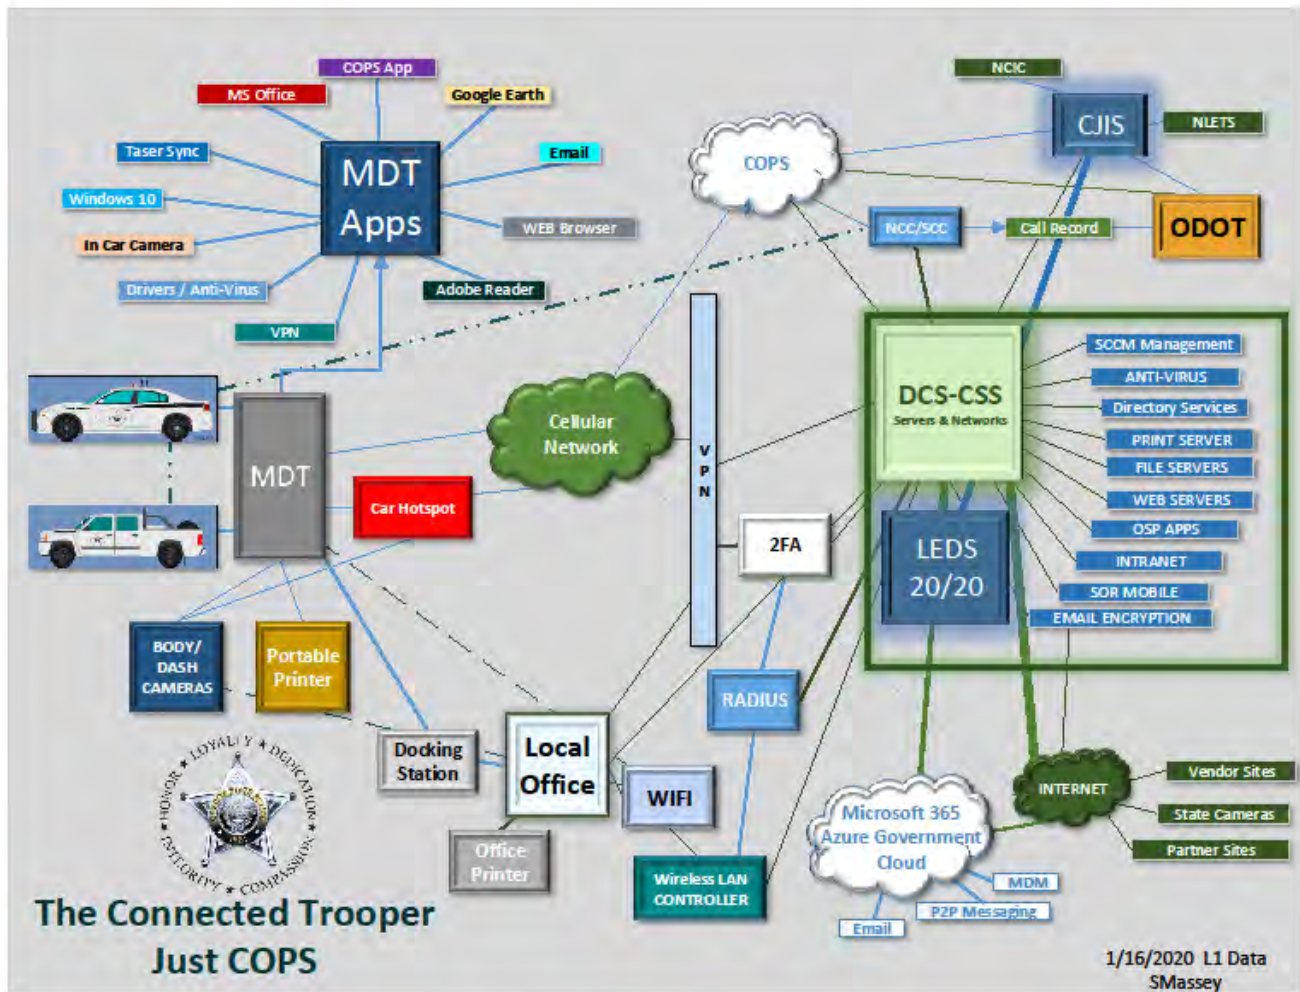 COPS App
MS Office
Google Earth
Taser Sync
MDT
Apps
Email
Windows 10
In Car Camera
WEB Browser
Drivers / Anti-Virus
Adobe Reader
VPN
NCIC
CJIS
NLETS
COPS
NCC/SCC
Call Record
ODOT
MDT
Cellular
Network
Car Hotspot
V
P
N
DCS-CSS
Servers & Networks
SCCM Management
ANTI-VIRUS
Directory Services
PRINT SERVER
FILE SERVERS
WEB SERVERS
OSP APPS
INTRANET
SOR MOBILE
EMAIL ENCRYPTION
2FA
LEDS
20/20
BODY/
DASH
CAMERAS
Portable
Printer
RADIUS
Docking
Station
Local
Office
WIFI
Office
Printer
Wireless LAN
CONTROLLER
INTERNET
Vendor Sites
State Cameras
Partner Sites
Microsoft 365
Azure Government
Cloud
MDM
P2P Messaging
Email
HONOR ★ LOYALTY ★ DEDICATION
INTEGRITY ★ COMPASSION
The Connected Trooper
Just COPS
1/16/2020 L1 Data
SMassey